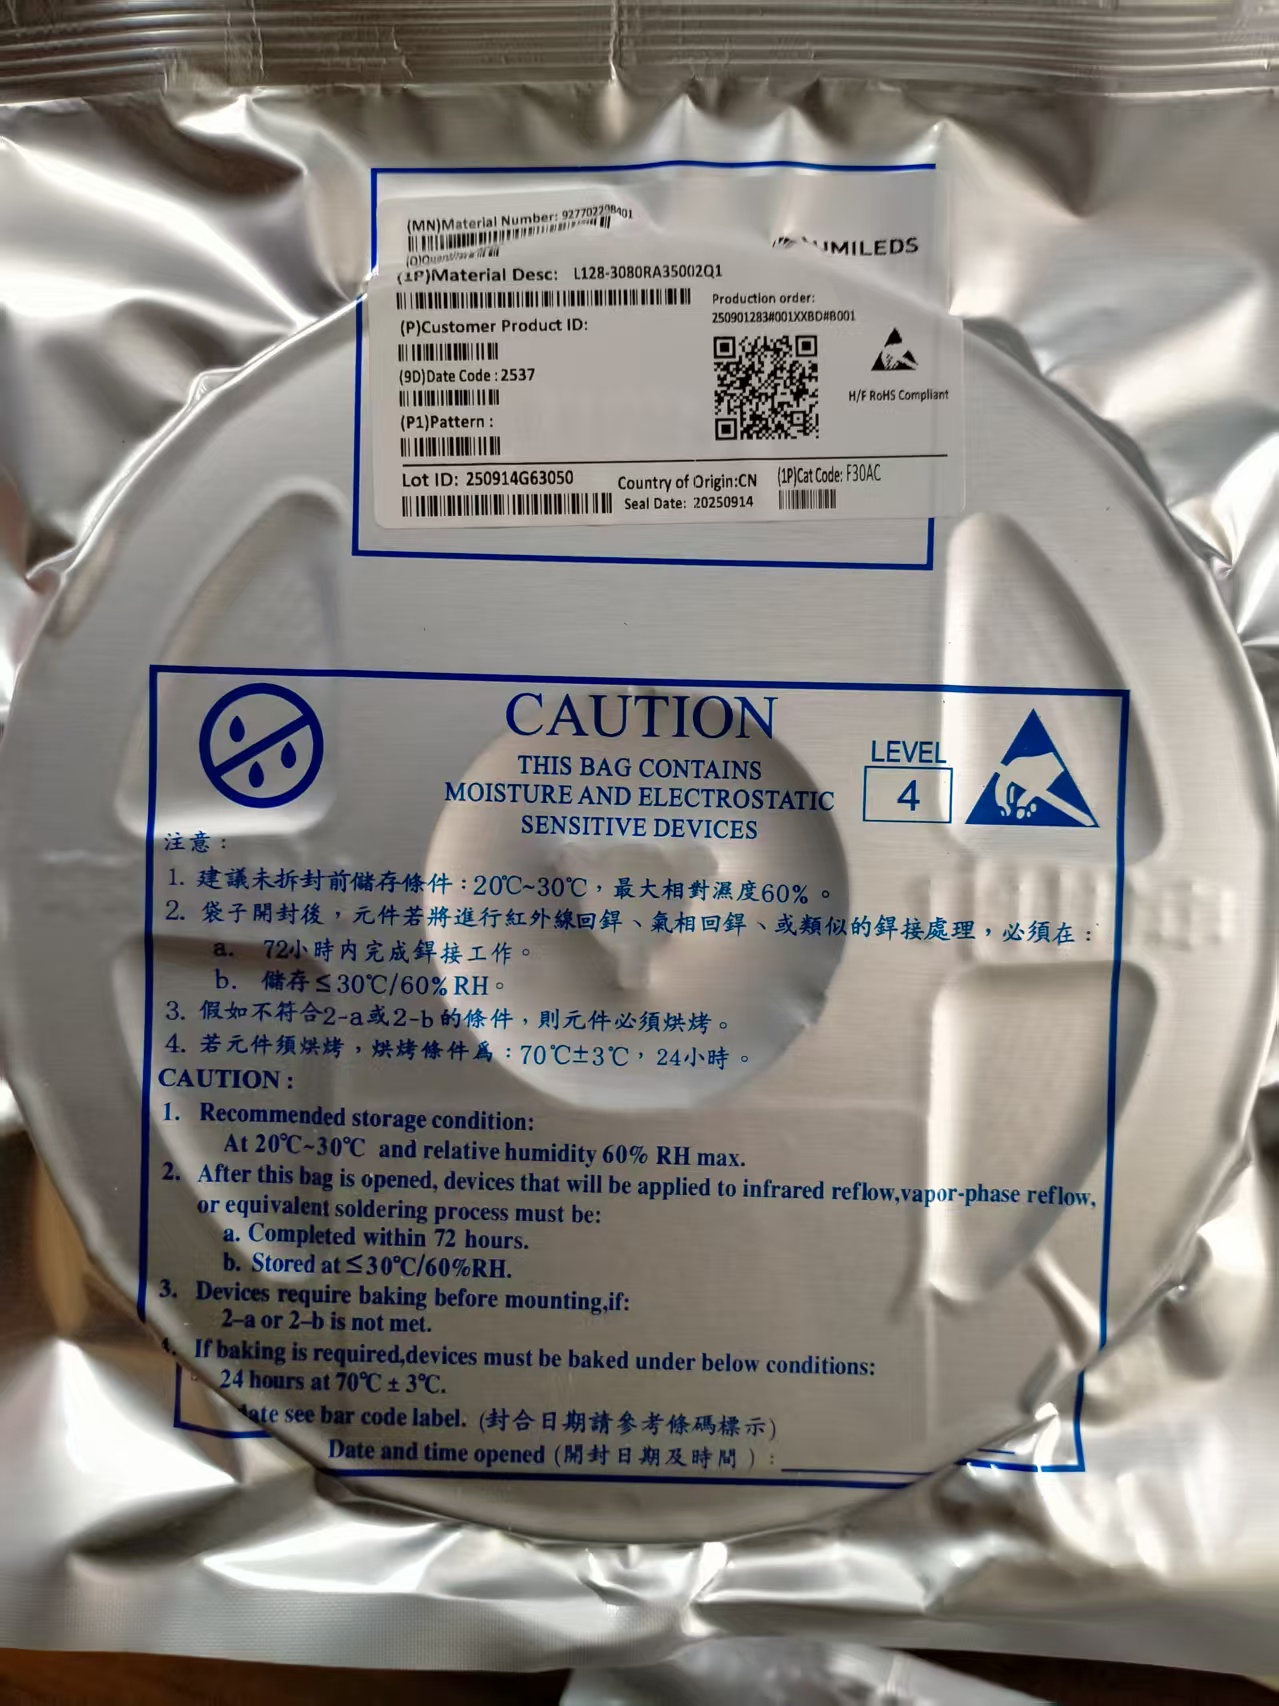 (MN)Material Number: 927702298401
UMILEDS
(1P)Material Desc: L128-3080RA35002Q1
Production order:
250901283#001XXBD#B001
(P)Customer Product ID:
(9D)Date Code : 2537
H/F RoHS Compliant
(P1)Pattern :
Lot ID: 250914G63050
Country of Origin:CN
(1P)Cat Code: F30AC
Seal Date: 20250914
CAUTION
THIS BAG CONTAINS
MOISTURE AND ELECTROSTATIC
SENSITIVE DEVICES
LEVEL
4
注意：
1. 建議未拆封前儲存條件：20℃~30℃，最大相對濕度60%。
2. 袋子開封後，元件若將進行紅外線回銲、氣相回銲、或類似的銲接處理，必須在：
a. 72小時內完成銲接工作。
b. 儲存≦30℃/60% RH。
3. 假如不符合2-a或2-b的條件，則元件必須烘烤。
4. 若元件須烘烤，烘烤條件為：70℃±3℃，24小時。
CAUTION :
1. Recommended storage condition:
At 20℃~30℃ and relative humidity 60% RH max.
2. After this bag is opened, devices that will be applied to infrared reflow,vapor-phase reflow,
or equivalent soldering process must be:
a. Completed within 72 hours.
b. Stored at ≦30℃/60%RH.
3. Devices require baking before mounting,if:
2-a or 2-b is not met.
4. If baking is required,devices must be baked under below conditions:
24 hours at 70℃ ± 3℃.
date see bar code label. (封合日期請參考條碼標示)
Date and time opened (開封日期及時間) :